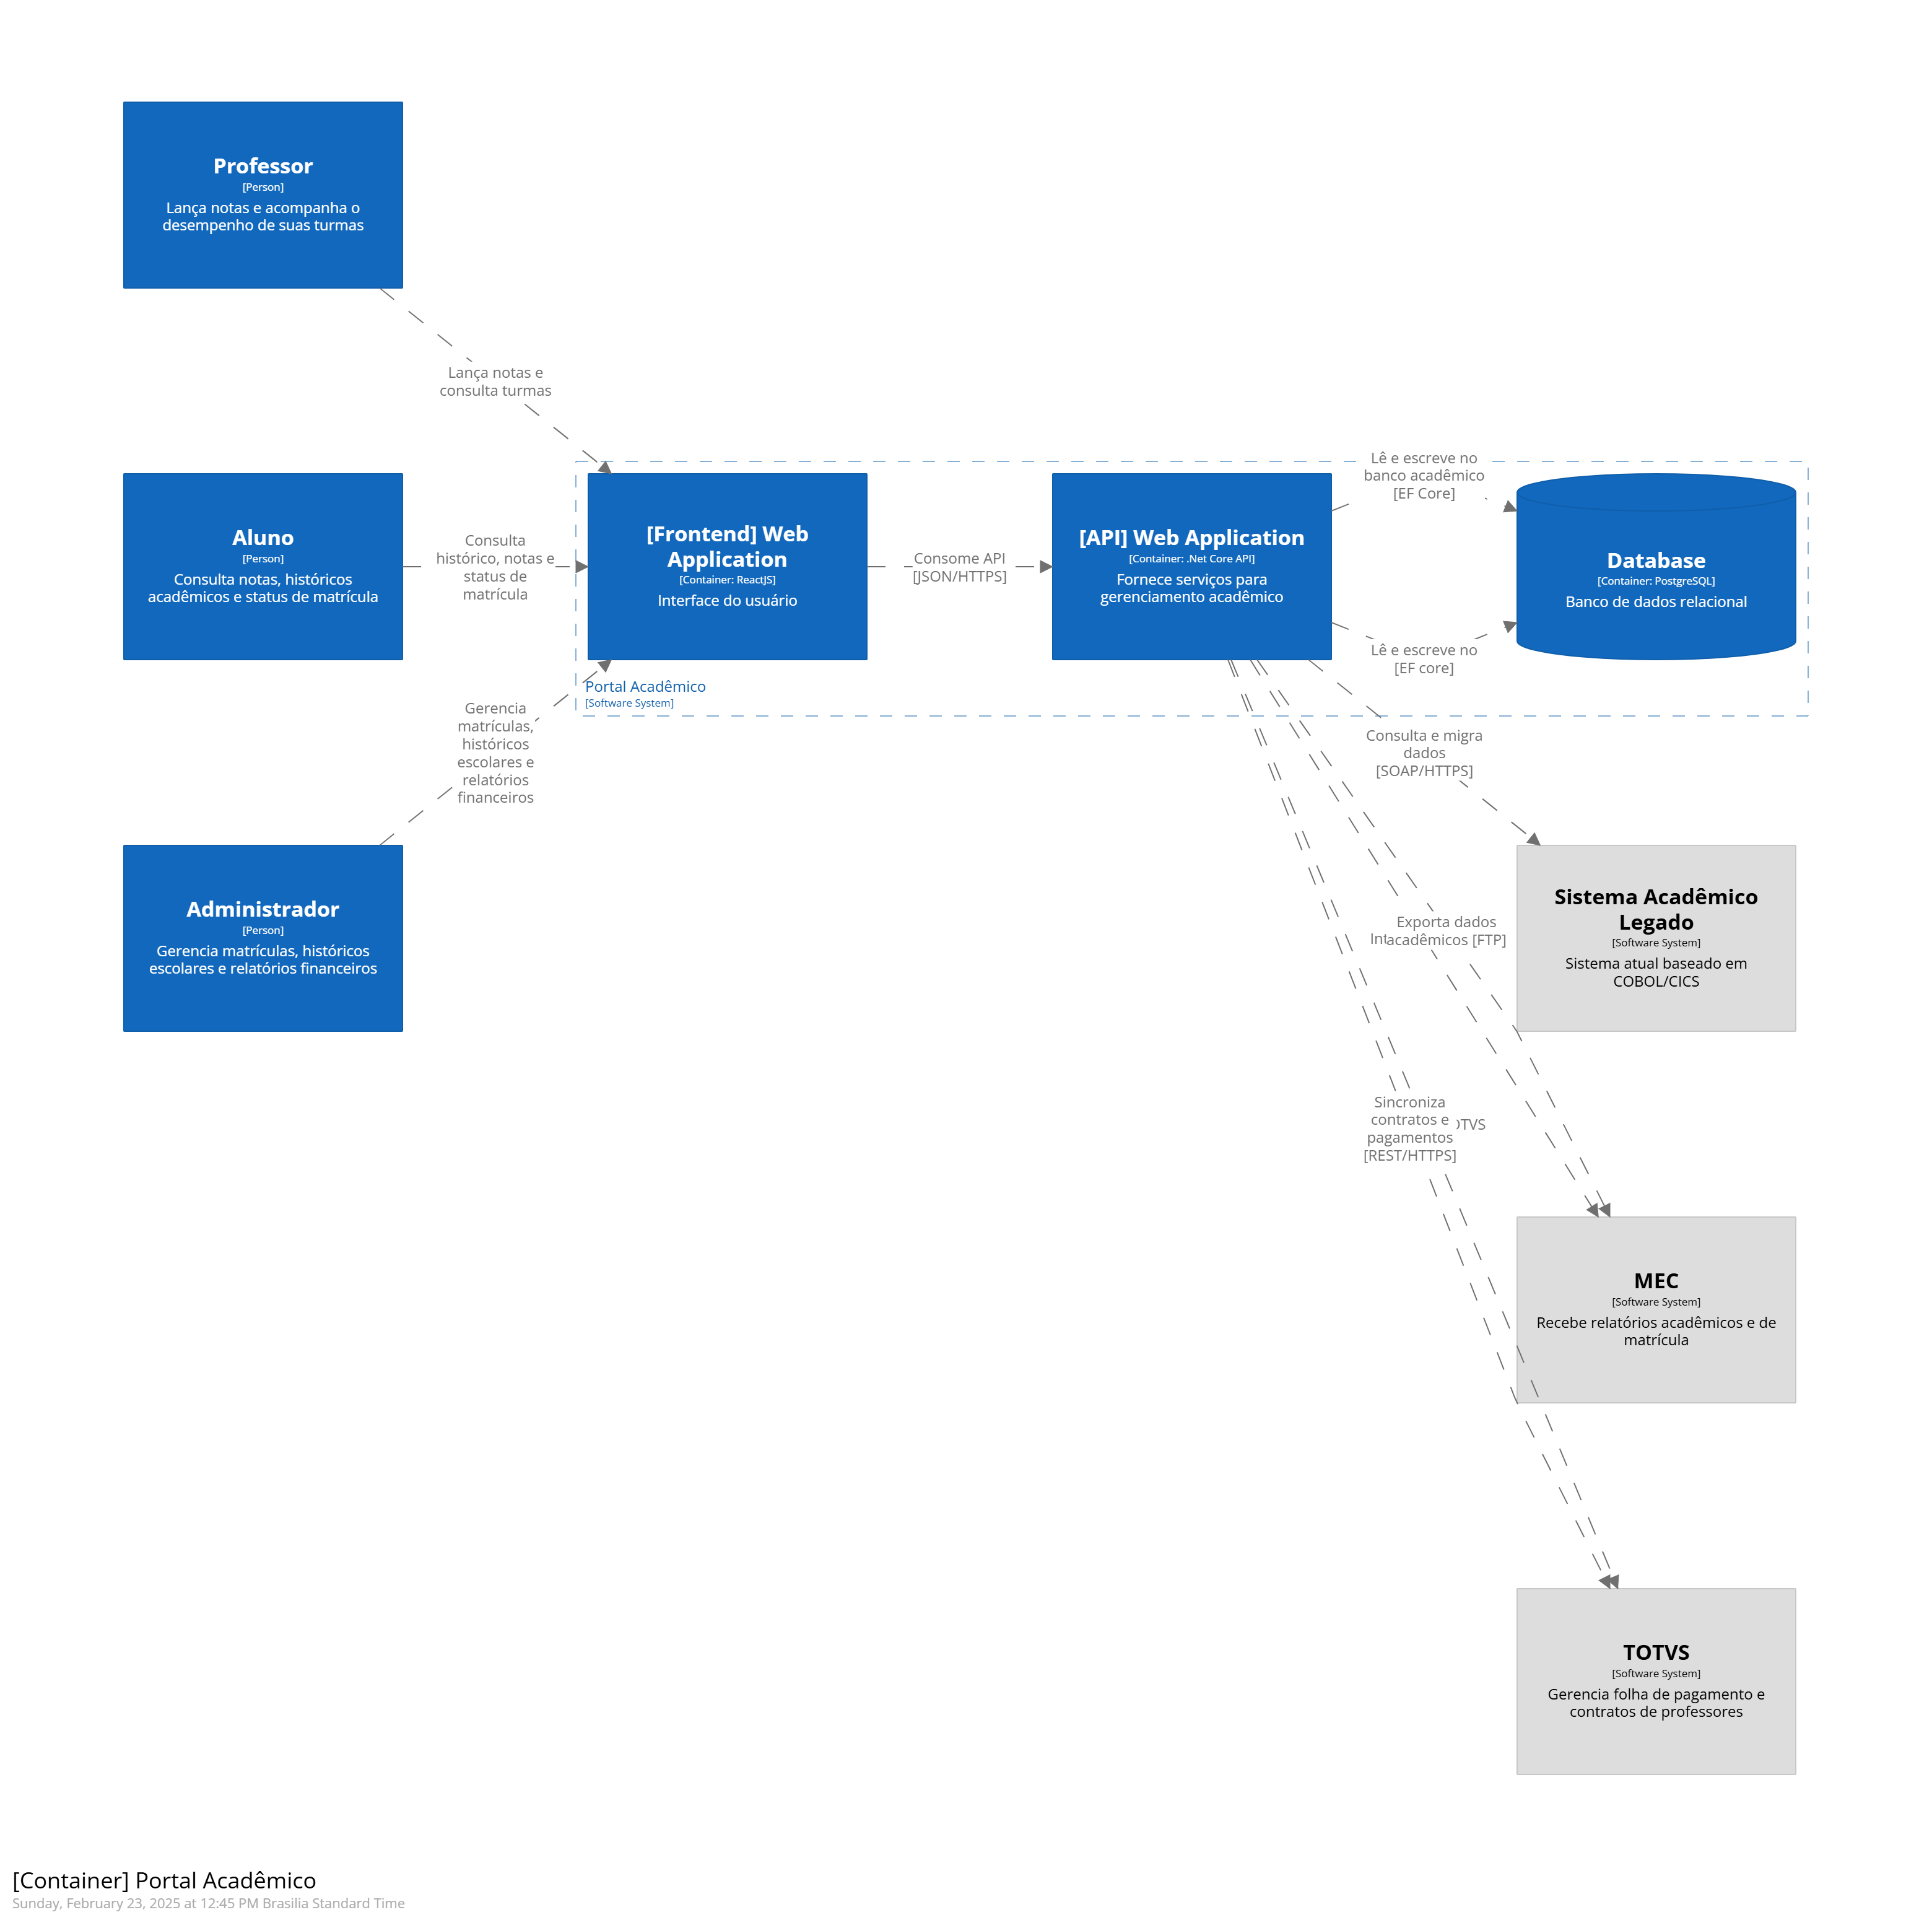 Professor
[Person]
Lança notas e acompanha o
desempenho de suas turmas
Lança notas e
consulta turmas
Aluno
[Person]
Consulta notas, históricos
acadêmicos e status de matrícula
Consulta
histórico, notas e
status de
matrícula
[Frontend] Web
Application
[Container: ReactJS]
Interface do usuário
Consome API
[JSON/HTTPS]
[API] Web Application
[Container: .Net Core API]
Fornece serviços para
gerenciamento acadêmico
Lê e escreve no
banco acadêmico
[EF Core]
Lê e escreve no
[EF core]
Database
[Container: PostgreSQL]
Banco de dados relacional
Portal Acadêmico
[Software System]
Gerencia
matrículas,
históricos
escolares e
relatórios
financeiros
Administrador
[Person]
Gerencia matrículas, históricos
escolares e relatórios financeiros
Consulta e migra
dados
[SOAP/HTTPS]
Sistema Acadêmico
Legado
[Software System]
Sistema atual baseado em
COBOL/CICS
Exporta dados
acadêmicos [FTP]
Sincroniza
contratos e
pagamentos
[REST/HTTPS]
MEC
[Software System]
Recebe relatórios acadêmicos e de
matrícula
TOTVS
[Software System]
Gerencia folha de pagamento e
contratos de professores
[Container] Portal Acadêmico
Sunday, February 23, 2025 at 12:45 PM Brasilia Standard Time